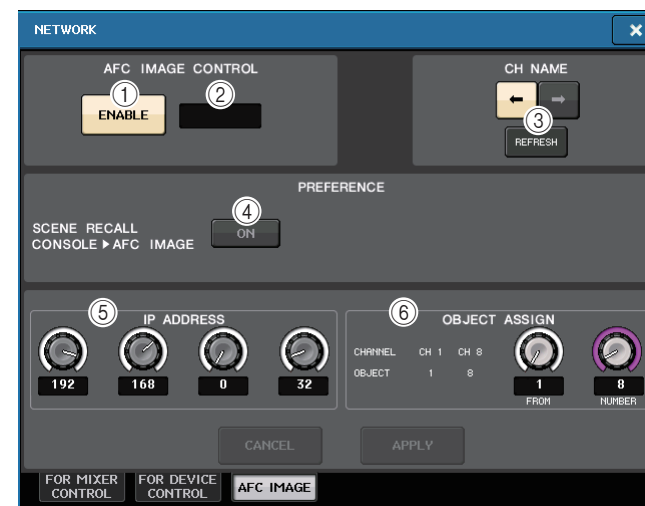 NETWORK ×
AFC IMAGE CONTROL
① ②
ENABLE
CH NAME
← →
③
REFRESH
PREFERENCE
SCENE RECALL
CONSOLE ▶ AFC IMAGE
④
ON
⑤ IP ADDRESS
192 168 0 32
⑥ OBJECT ASSIGN
CHANNEL CH 1 CH 8
OBJECT 1 8
1 8
FROM NUMBER
CANCEL APPLY
FOR MIXER CONTROL
FOR DEVICE CONTROL
AFC IMAGE